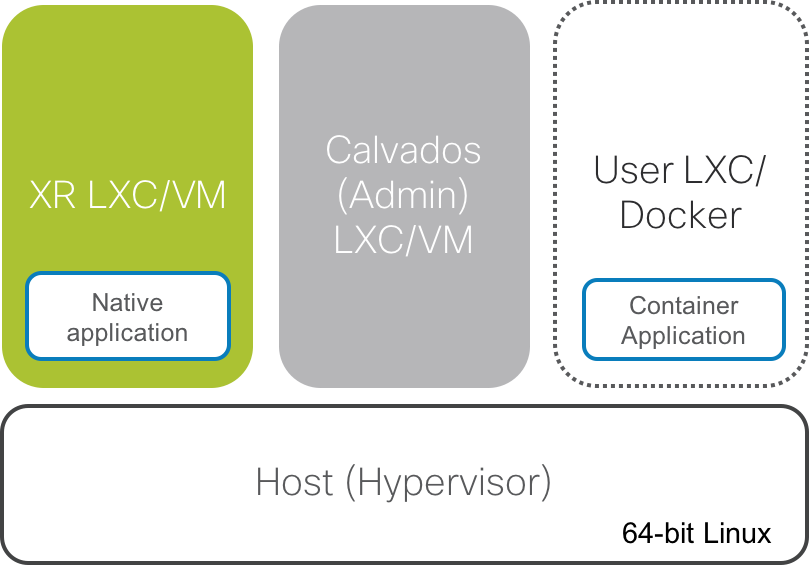 XR LXC/VM
Native
application
Calvados
(Admin)
LXC/VM
User LXC/
Docker
Container
Application
Host (Hypervisor)
64-bit Linux